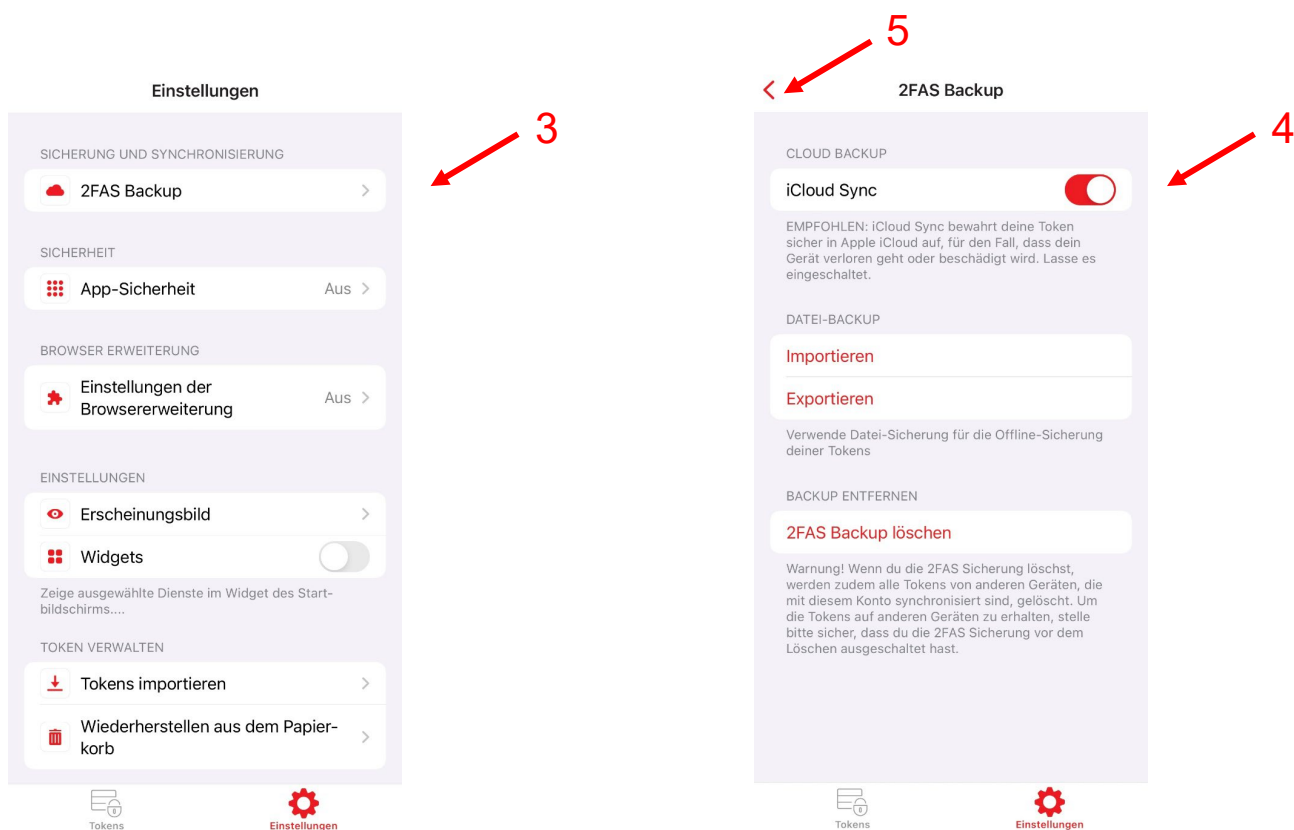 Einstellungen
3
SICHERUNG UND SYNCHRONISIERUNG
2FAS Backup
SICHERHEIT
App-Sicherheit Aus
BROWSER ERWEITERUNG
Einstellungen der
Browsererweiterung Aus
EINSTELLUNGEN
Erscheinungsbild
Widgets
Zeige ausgewählte Dienste im Widget des Start-
bildschirms....
TOKEN VERWALTEN
Tokens importieren
Wiederherstellen aus dem Papier-
korb
Tokens Einstellungen
5
2FAS Backup
4
CLOUD BACKUP
iCloud Sync
EMPFOHLEN: iCloud Sync bewahrt deine Token
sicher in Apple iCloud auf, für den Fall, dass dein
Gerät verloren geht oder beschädigt wird. Lasse es
eingeschaltet.
DATEI-BACKUP
Importieren
Exportieren
Verwende Datei-Sicherung für die Offline-Sicherung
deiner Tokens
BACKUP ENTFERNEN
2FAS Backup löschen
Warnung! Wenn du die 2FAS Sicherung löschst,
werden zudem alle Tokens von anderen Geräten, die
mit diesem Konto synchronisiert sind, gelöscht. Um
die Tokens auf anderen Geräten zu erhalten, stelle
bitte sicher, dass du die 2FAS Sicherung vor dem
Löschen ausgeschaltet hast.
Tokens Einstellungen